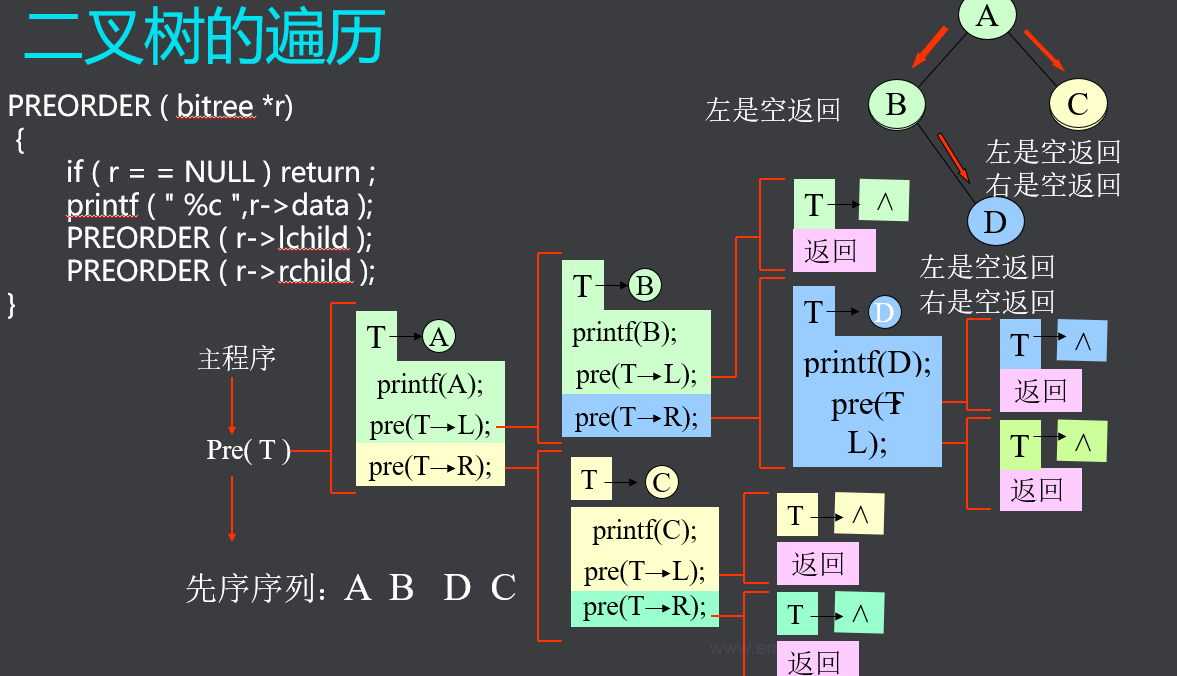 二叉树的遍历
PREORDER ( bitree *r)
{
if ( r = = NULL ) return ;
printf ( " %c ",r->data );
PREORDER ( r->lchild );
PREORDER ( r->rchild );
}
A
B
C
D
左是空返回
左是空返回
右是空返回
左是空返回
右是空返回
主程序
Pre( T )
T A
printf(A);
pre(T L);
pre(T R);
T B
printf(B);
pre(T L);
pre(T R);
T C
printf(C);
pre(T L);
pre(T R);
T ^
返回
T D
printf(D);
pre(T
L);
T ^
返回
T ^
返回
T ^
返回
T ^
返回
先序序列: A B D C